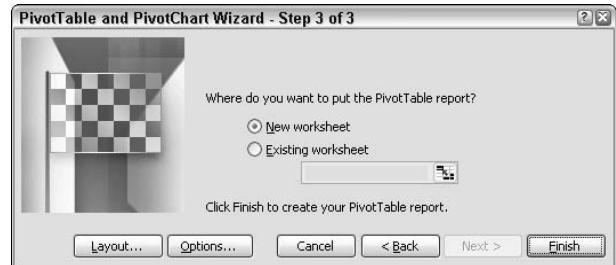 PivotTable and PivotChart Wizard - Step 3 of 3
Where do you want to put the PivotTable report?
New worksheet
Existing worksheet
Click Finish to create your PivotTable report.
Layout... Options... Cancel < Back Next > Finish